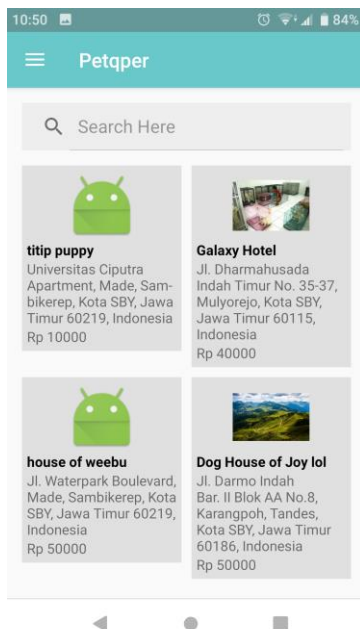 10:50 84%
Petqper
Search Here
titip puppy
Universitas Ciputra
Apartment, Made, Sam-
bikerep, Kota SBY, Jawa
Timur 60219, Indonesia
Rp 10000
Galaxy Hotel
Jl. Dharmahusada
Indah Timur No. 35-37,
Mulyorejo, Kota SBY,
Jawa Timur 60115,
Indonesia
Rp 40000
house of weebu
Jl. Waterpark Boulevard,
Made, Sambikerep, Kota
SBY, Jawa Timur 60219,
Indonesia
Rp 50000
Dog House of Joy lol
Jl. Darmo Indah
Bar. II Blok AA No.8,
Karangpoh, Tandes,
Kota SBY, Jawa Timur
60186, Indonesia
Rp 50000